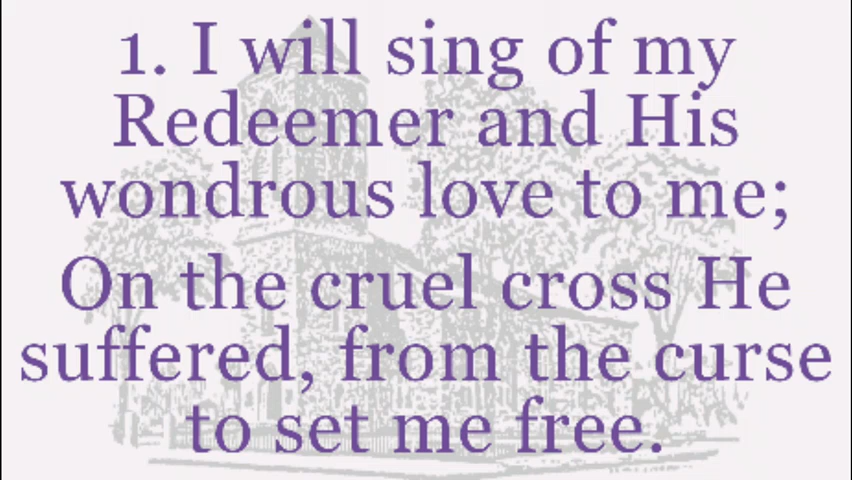 1. I will sing of my
Redeemer and His
wondrous love to me;
On the cruel cross He
suffered, from the curse
to set me free.